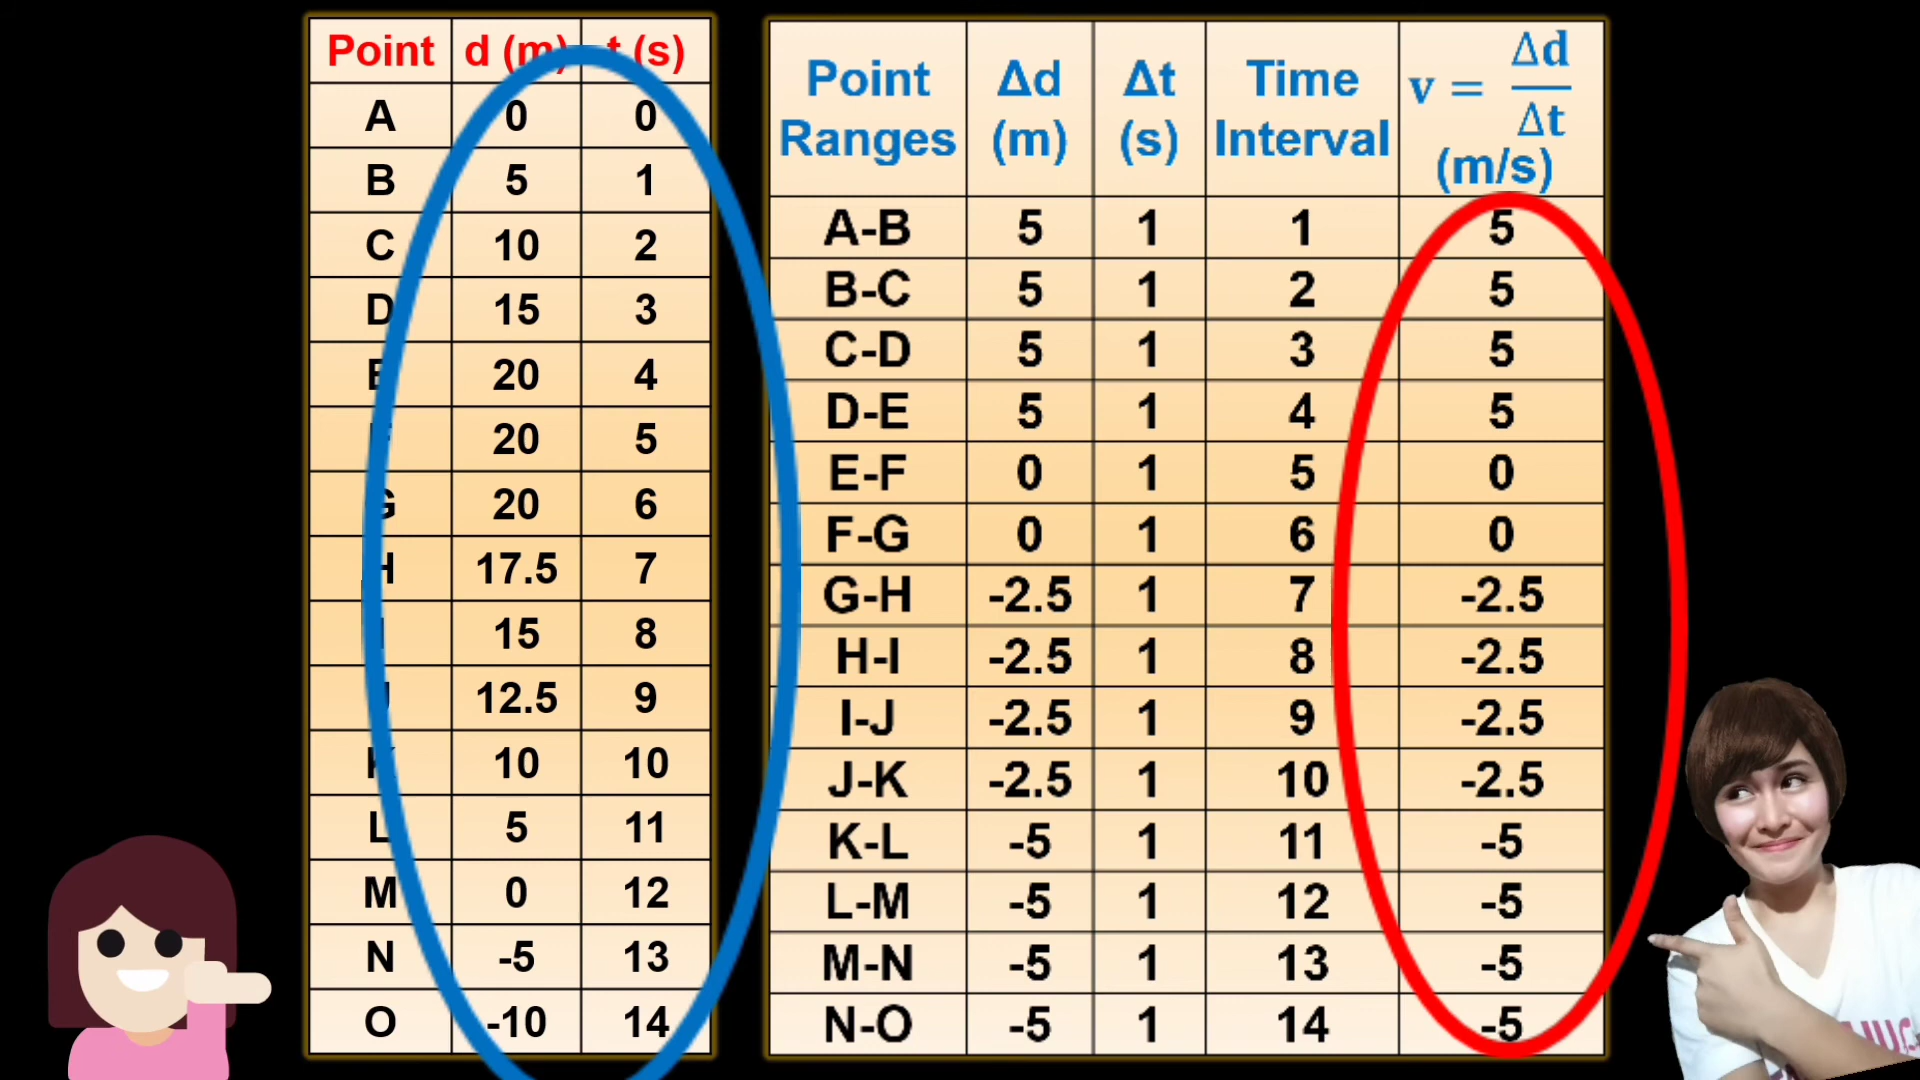 Point d (m) t (s)
A 0 0
B 5 1
C 10 2
D 15 3
E 20 4
20 5
G 20 6
H 17.5 7
I 15 8
J 12.5 9
K 10 10
L 5 11
M 0 12
N -5 13
O -10 14
Point Ranges Δd (m) Δt (s) Time Interval v = Δd/Δt (m/s)
A-B 5 1 1 5
B-C 5 1 2 5
C-D 5 1 3 5
D-E 5 1 4 5
E-F 0 1 5 0
F-G 0 1 6 0
G-H -2.5 1 7 -2.5
H-I -2.5 1 8 -2.5
I-J -2.5 1 9 -2.5
J-K -2.5 1 10 -2.5
K-L -5 1 11 -5
L-M -5 1 12 -5
M-N -5 1 13 -5
N-O -5 1 14 -5